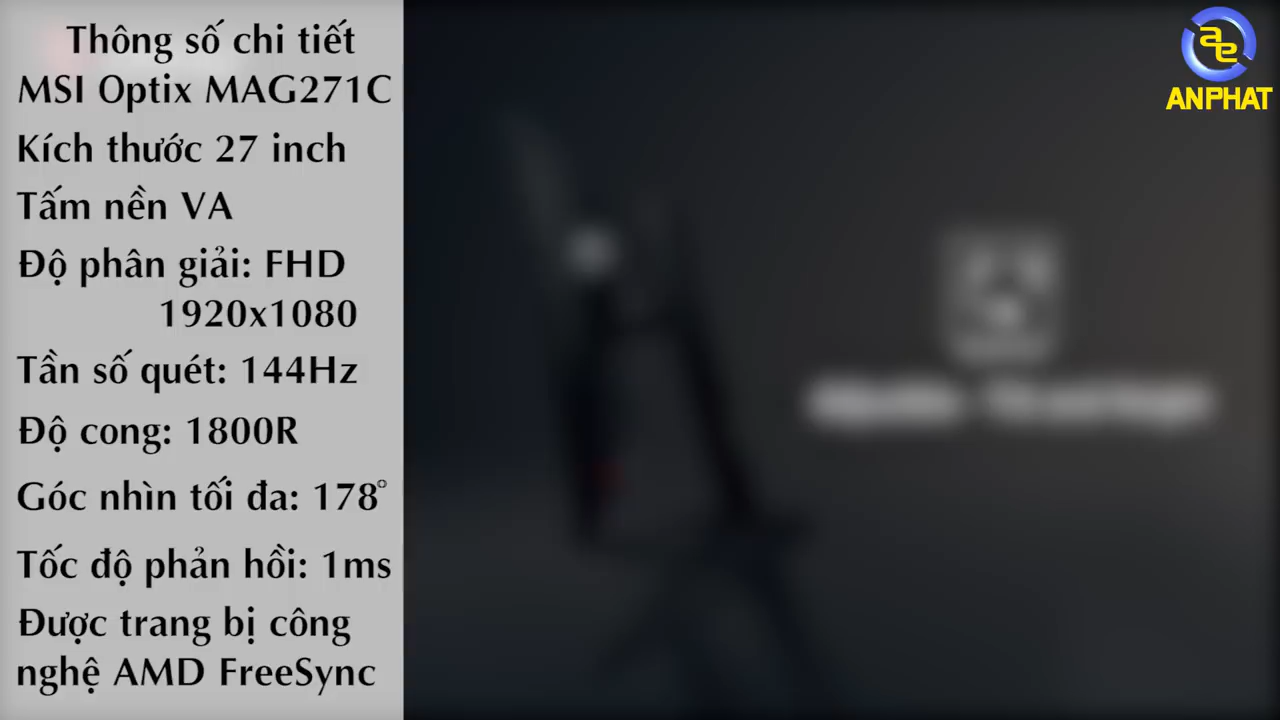 Thông số chi tiết
MSI Optix MAG271C
Kích thước 27 inch
Tấm nền VA
Độ phân giải: FHD
1920x1080
Tần số quét: 144Hz
Độ cong: 1800R
Góc nhìn tối đa: 178°
Tốc độ phản hồi: 1ms
Được trang bị công
nghệ AMD FreeSync
ae
ANPHAT